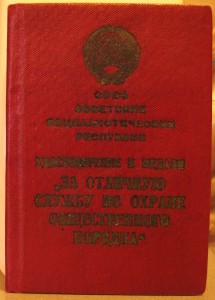 СОЮЗ
СОВЕТСКИХ
СОЦИАЛИСТИЧЕСКИХ
РЕСПУБЛИК
УДОСТОВЕРЕНИЕ К МЕДАЛИ
„ЗА ОТЛИЧНУЮ
СЛУЖБУ ПО ОХРАНЕ
ОБЩЕСТВЕННОГО
ПОРЯДКА"